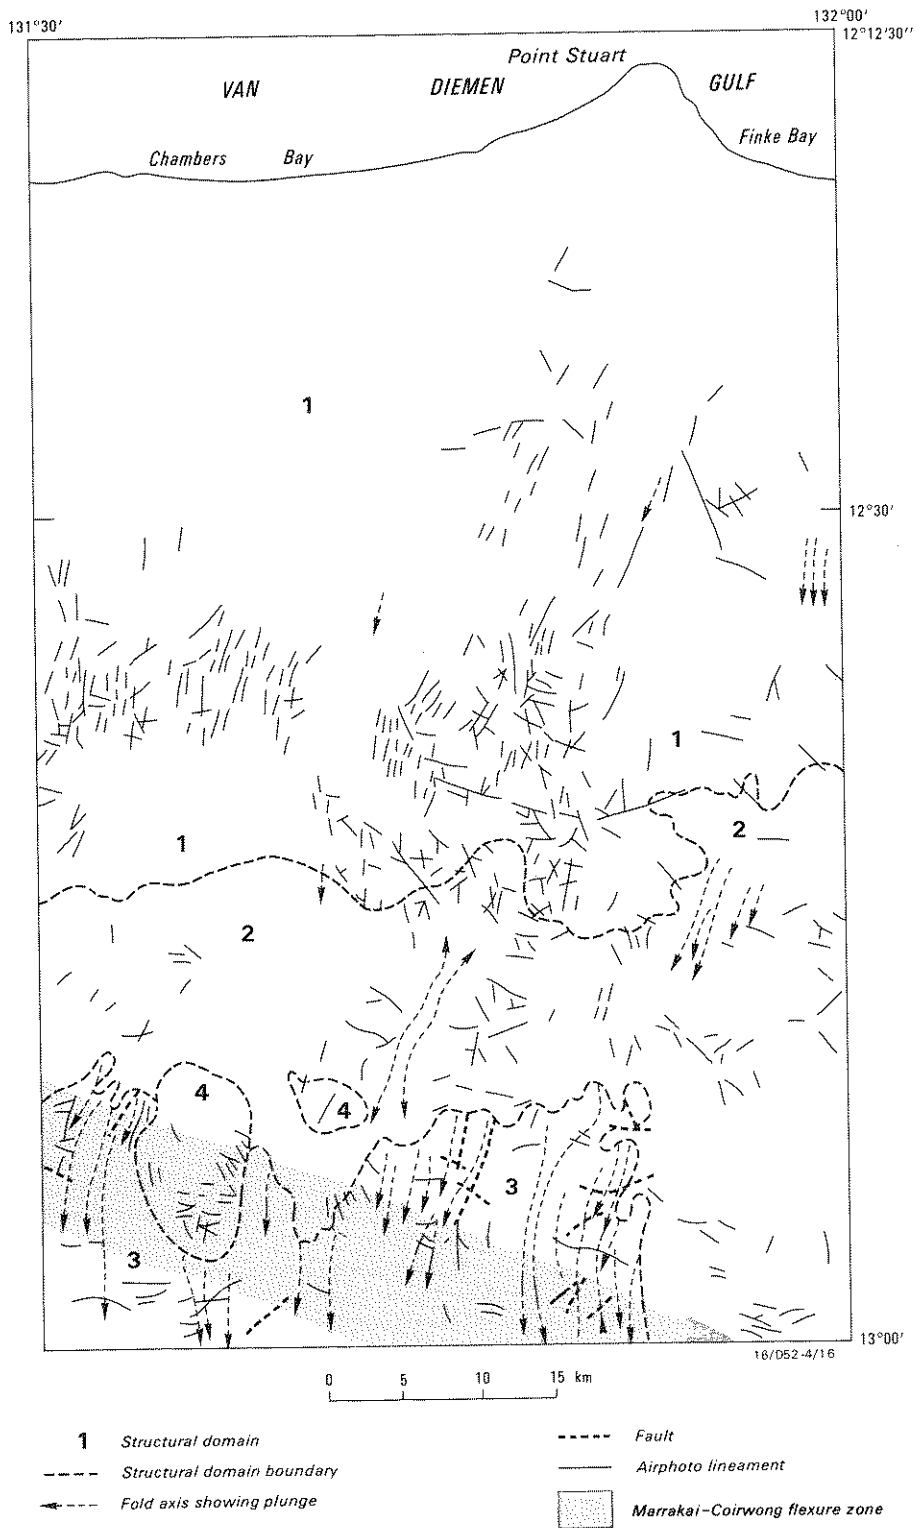 131°30'
132°00'
12°12'30''
Point Stuart
VAN DIEMEN GULF
Finke Bay
Chambers Bay
1
12°30'
1
1
2
2
4
4
3
3
13°00'
16/D52-4/16
0 5 10 15 km
1 Structural domain
Structural domain boundary
Fold axis showing plunge
Fault
Airphoto lineament
Marrakai-Coirwong flexure zone